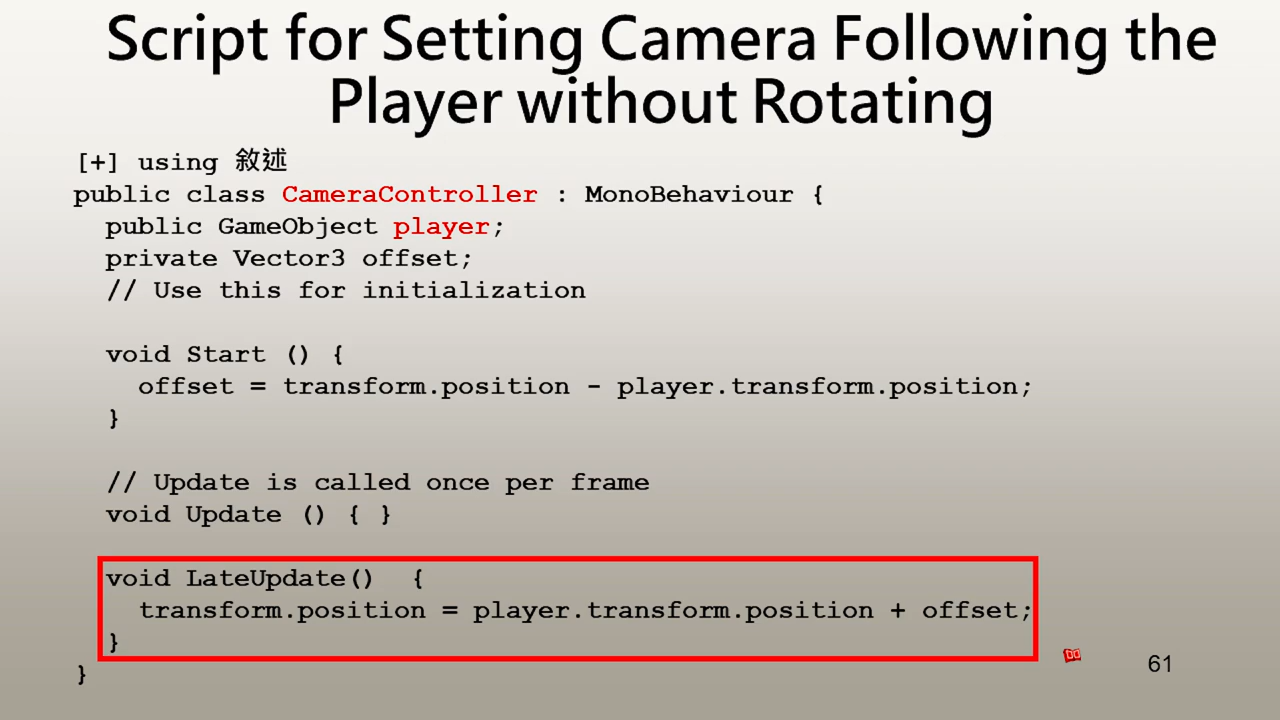 Script for Setting Camera Following the
Player without Rotating
[+] using 敘述
public class CameraController : MonoBehaviour {
public GameObject player;
private Vector3 offset;
// Use this for initialization
void Start () {
offset = transform.position - player.transform.position;
}
// Update is called once per frame
void Update () { }
void LateUpdate() {
transform.position = player.transform.position + offset;
}
}
61